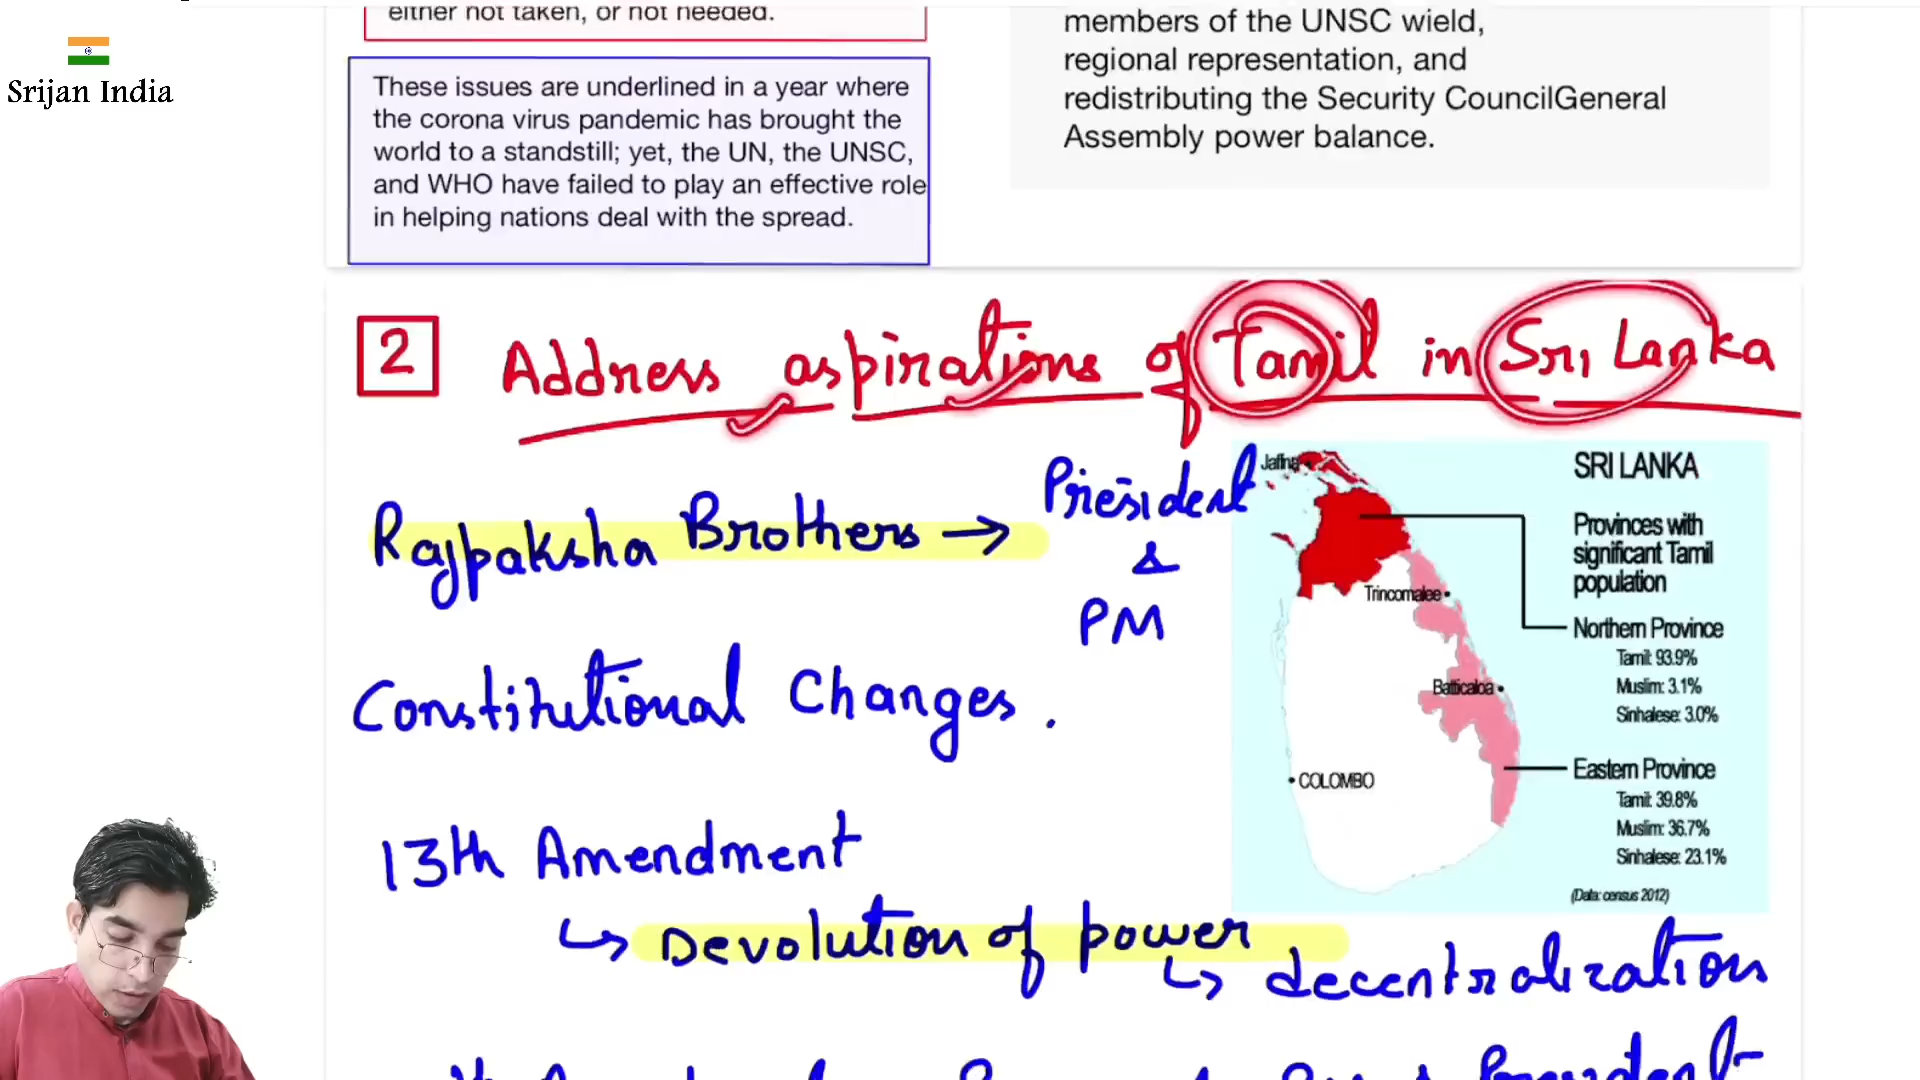 either not taken, or not needed.
Srijan India
These issues are underlined in a year where
the corona virus pandemic has brought the
world to a standstill; yet, the UN, the UNSC,
and WHO have failed to play an effective role
in helping nations deal with the spread.
members of the UNSC wield,
regional representation, and
redistributing the Security CouncilGeneral
Assembly power balance.
2 Address aspirations of Tamil in Sri Lanka
Rajpaksha Brothers → President
&
PM
Constitutional Changes.
13th Amendment
↳ Devolution of power
↳ decentralization
Jaffna
Trincomalee
Batticaloa
COLOMBO
SRI LANKA
Provinces with
significant Tamil
population
Northern Province
Tamil: 93.9%
Muslim: 3.1%
Sinhalese: 3.0%
Eastern Province
Tamil: 39.8%
Muslim: 36.7%
Sinhalese: 23.1%
(Data: census 2012)